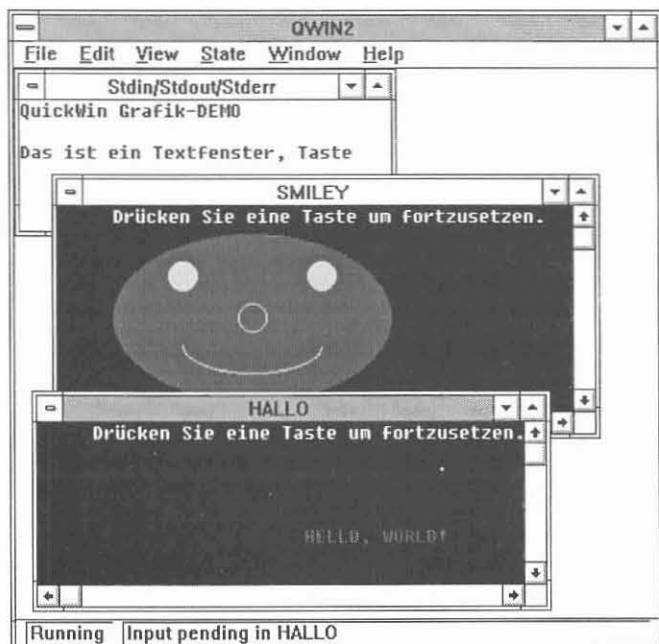 QWIN2
File Edit View State Window Help
Stdin/Stdout/Stderr
QuickWin Grafik-DEMO
Das ist ein Textfenster, Taste
SMILEY
Drücken Sie eine Taste um fortzusetzen.
HALLO
Drücken Sie eine Taste um fortzusetzen.
HELLO, WORLD!
Running Input pending in HALLO